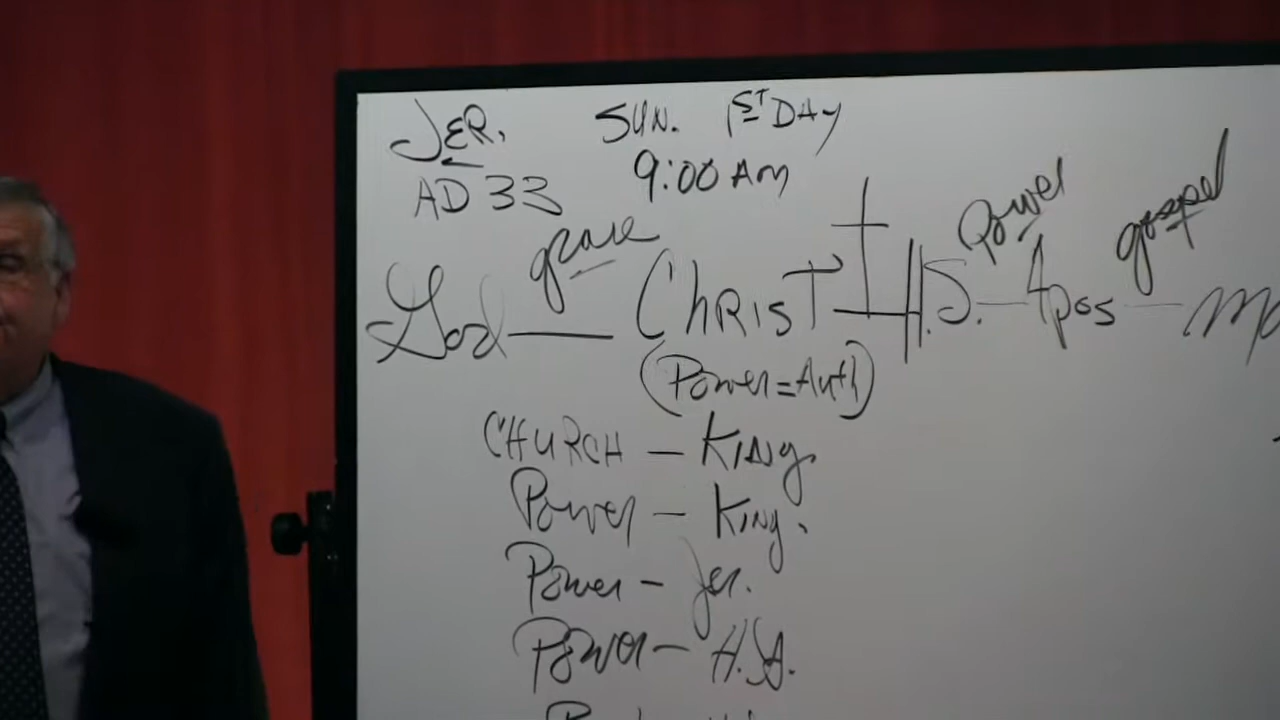 JER. SUN. 1ST DAY
AD 33 9:00 AM
grace Power gospel
God — Christ — H.S. — Apos —
(Power=Auth)
CHURCH — KING.
Power — King.
Power — Jer.
Power — H.S.